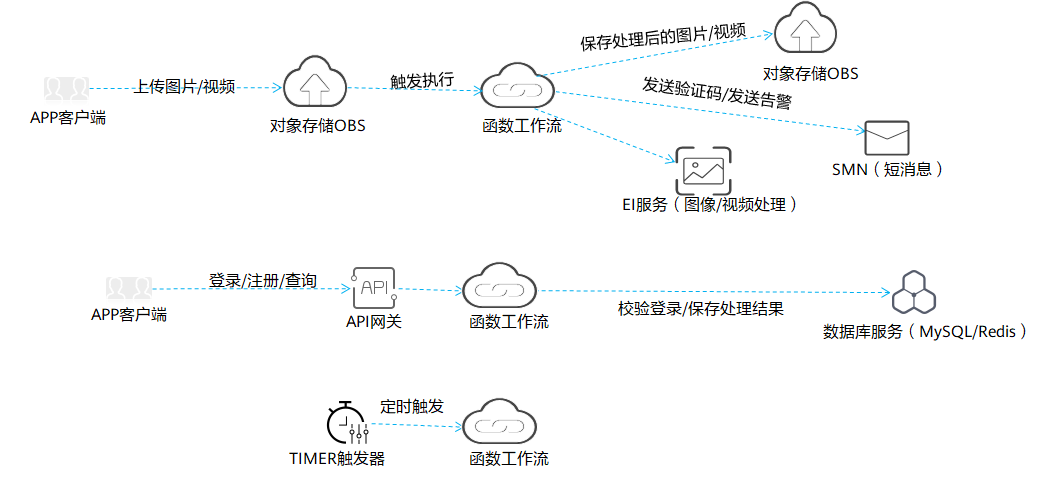 保存处理后的图片/视频
对象存储OBS
上传图片/视频
触发执行
发送验证码/发送告警
APP客户端
对象存储OBS
函数工作流
SMN（短消息）
EI服务（图像/视频处理）
登录/注册/查询
API
校验登录/保存处理结果
APP客户端
API网关
函数工作流
数据库服务（MySQL/Redis）
定时触发
TIMER触发器
函数工作流